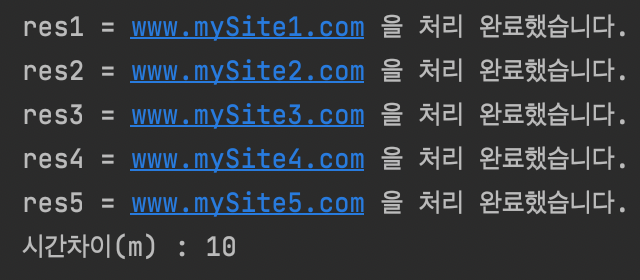 res1 = www.mySite1.com 을 처리 완료했습니다.
res2 = www.mySite2.com 을 처리 완료했습니다.
res3 = www.mySite3.com 을 처리 완료했습니다.
res4 = www.mySite4.com 을 처리 완료했습니다.
res5 = www.mySite5.com 을 처리 완료했습니다.
시간차이(m) : 10